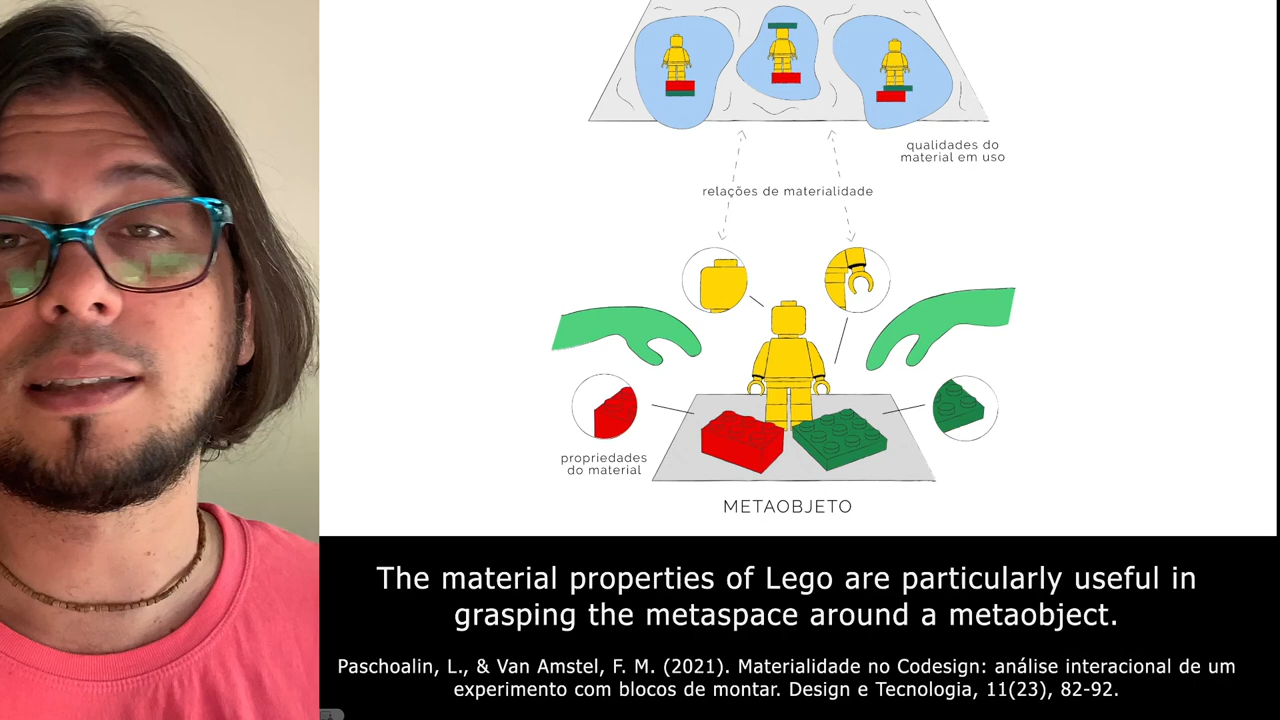 qualidades do
material em uso
relações de materialidade
propriedades
do material
METAOBJETO
The material properties of Lego are particularly useful in
grasping the metaspace around a metaobject.
Paschoalin, L., & Van Amstel, F. M. (2021). Materialidade no Codesign: análise interacional de um
experimento com blocos de montar. Design e Tecnologia, 11(23), 82-92.